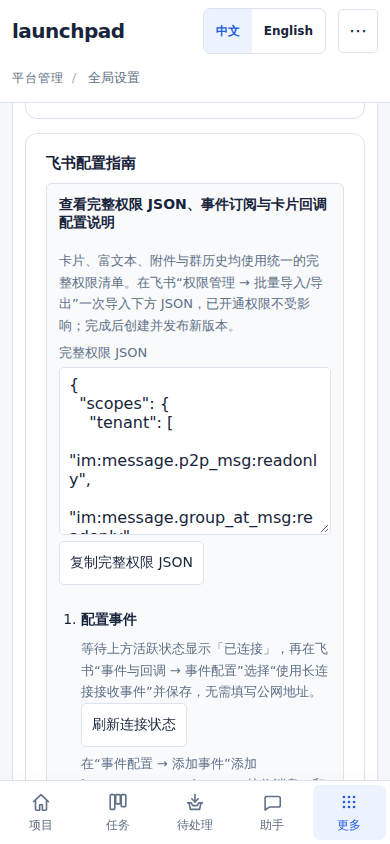 launchpad
中文
English
...
平台管理 / 全局设置
飞书配置指南
查看完整权限 JSON、事件订阅与卡片回调
配置说明
卡片、富文本、附件与群历史均使用统一的完
整权限清单。在飞书“权限管理 → 批量导入/导
出”一次导入下方 JSON，已开通权限不受影
响；完成后创建并发布新版本。
完整权限 JSON
{
"scopes": {
"tenant": [
"im:message.p2p_msg:readonl
y",
"im:message.group_at_msg:re
复制完整权限 JSON
1. 配置事件
等待上方活跃状态显示「已连接」，再在飞
书“事件与回调 → 事件配置”选择“使用长连
接接收事件”并保存，无需填写公网地址。
刷新连接状态
在“事件配置 → 添加事件”添加
项目
任务
待处理
助手
更多